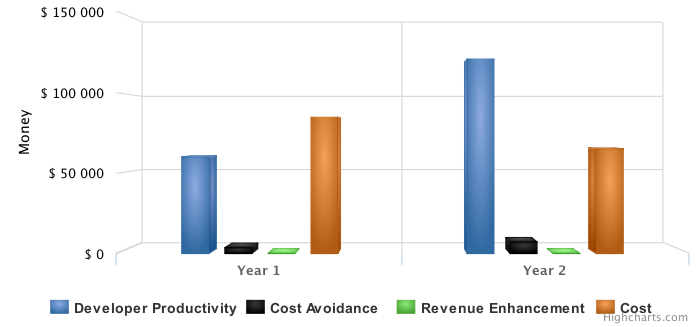 $ 150 000
$ 100 000
$ 50 000
$ 0
Money
Year 1
Year 2
Developer Productivity
Cost Avoidance
Revenue Enhancement
Cost
Highcharts.com